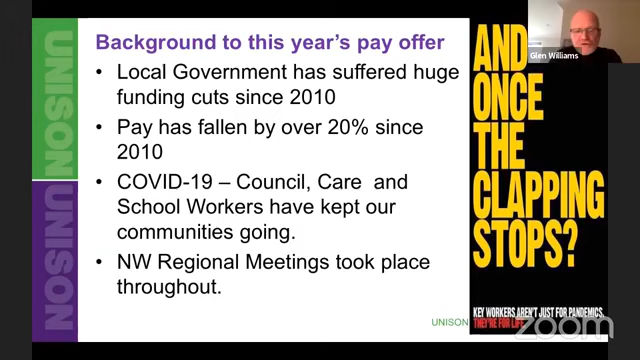 UNISON
UNISON
Background to this year's pay offer
• Local Government has suffered huge
funding cuts since 2010
• Pay has fallen by over 20% since
2010
• COVID-19 – Council, Care and
School Workers have kept our
communities going.
• NW Regional Meetings took place
throughout.
UNISON
AND
ONCE
THE
CLAPPING
STOPS?
KEY WORKERS AREN'T JUST FOR PANDEMICS,
THEY'RE FOR LIFE
Glen Williams
zoom